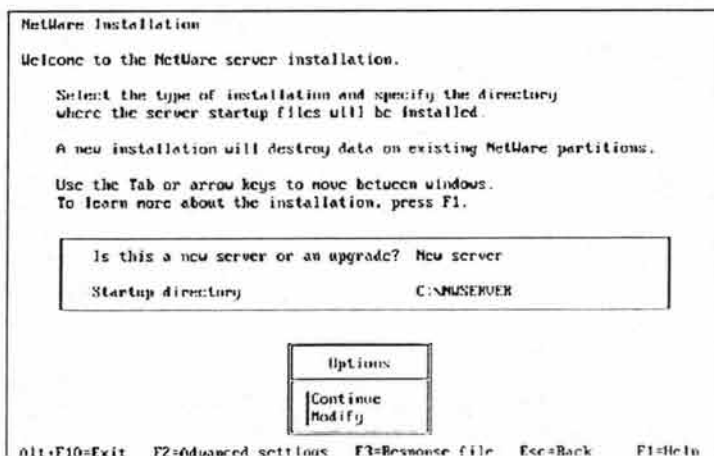 NetWare Installation
Welcome to the NetWare server installation.
Select the type of installation and specify the directory
where the server startup files will be installed.
A new installation will destroy data on existing NetWare partitions.
Use the Tab or arrow keys to move between windows.
To learn more about the installation, press F1.
Is this a new server or an upgrade? New server
Startup directory C:\NWSERVER
Options
Continue
Modify
Alt+F10=Exit F2=Advanced settings F3=Response file Esc=Back F1=Help